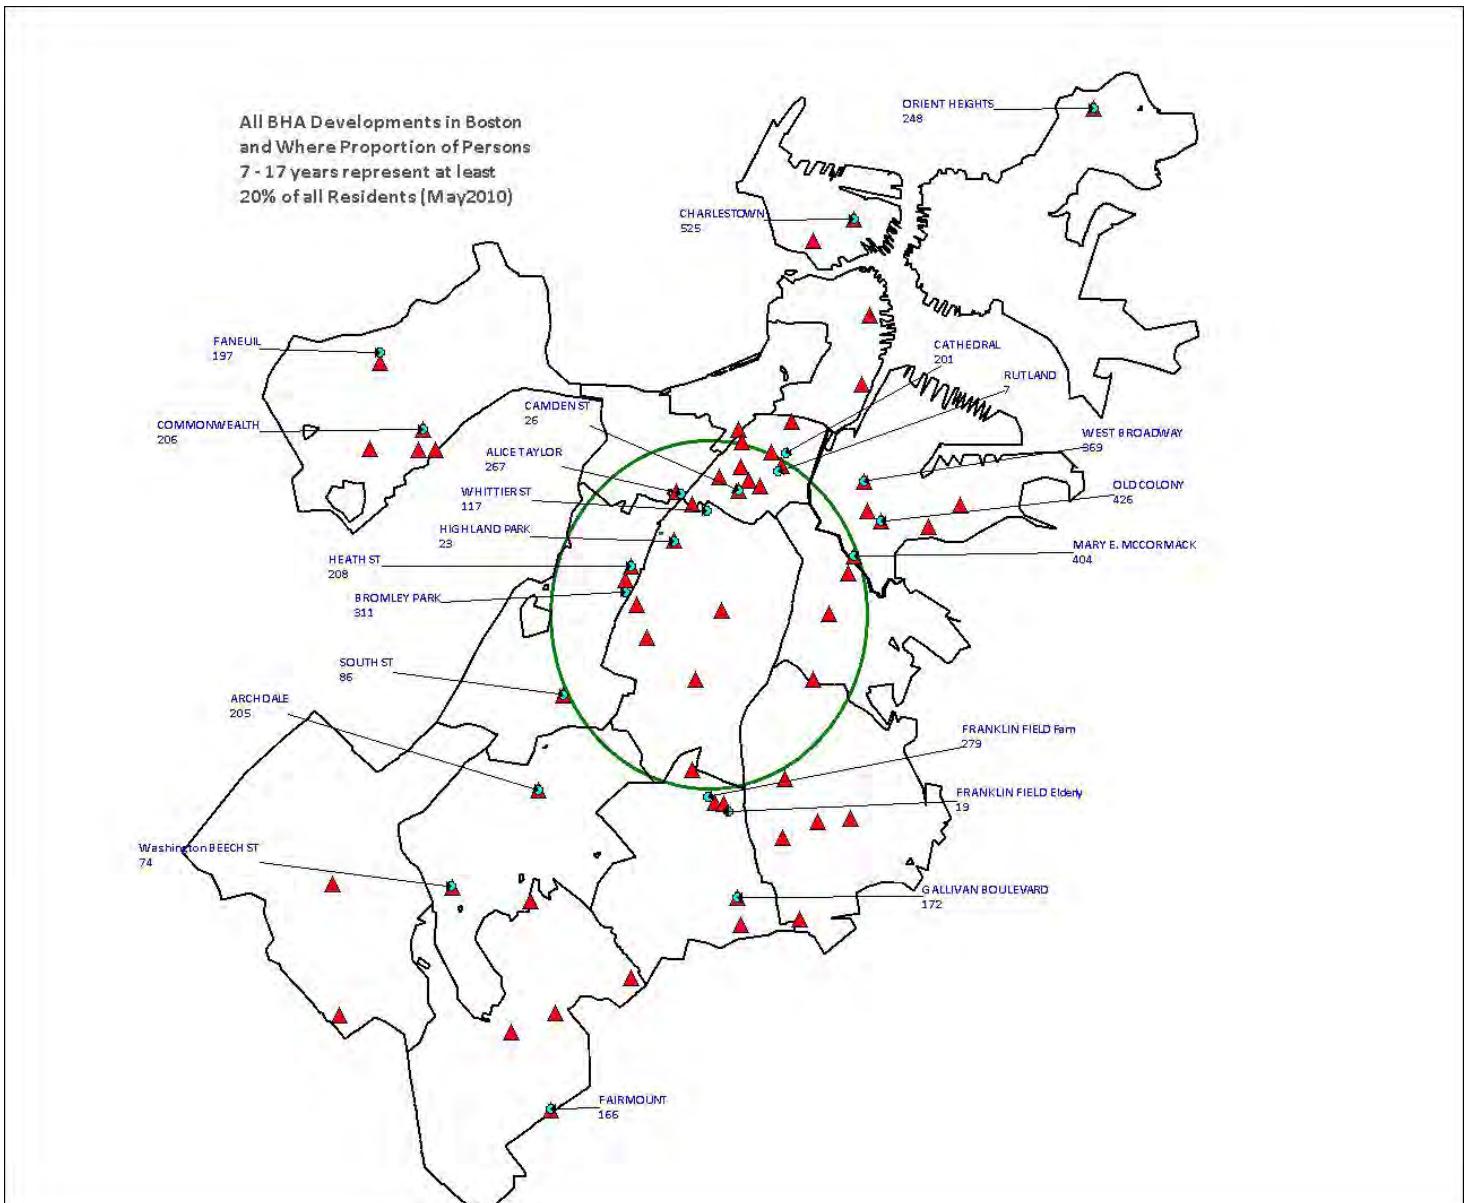 All BHA Developments in Boston
and Where Proportion of Persons
7 - 17 years represent at least
20% of all Residents (May2010)
ORIENT HEIGHTS
248
CHARLESTOWN
525
FANEUIL
197
CATHEDRAL
201
RUTLAND
7
CAMDEN ST
26
COMMONWEALTH
206
WEST BROADWAY
369
ALICE TAYLOR
267
OLD COLONY
426
WHITTIER ST
117
HIGHLAND PARK
23
MARY E. MCCORMACK
404
HEATH ST
208
BROMLEY PARK
311
SOUTH ST
86
ARCHDALE
205
FRANKLIN FIELD Fam
279
FRANKLIN FIELD Elderly
19
Washington BEECH ST
74
GALLIVAN BOULEVARD
172
FAIRMOUNT
166